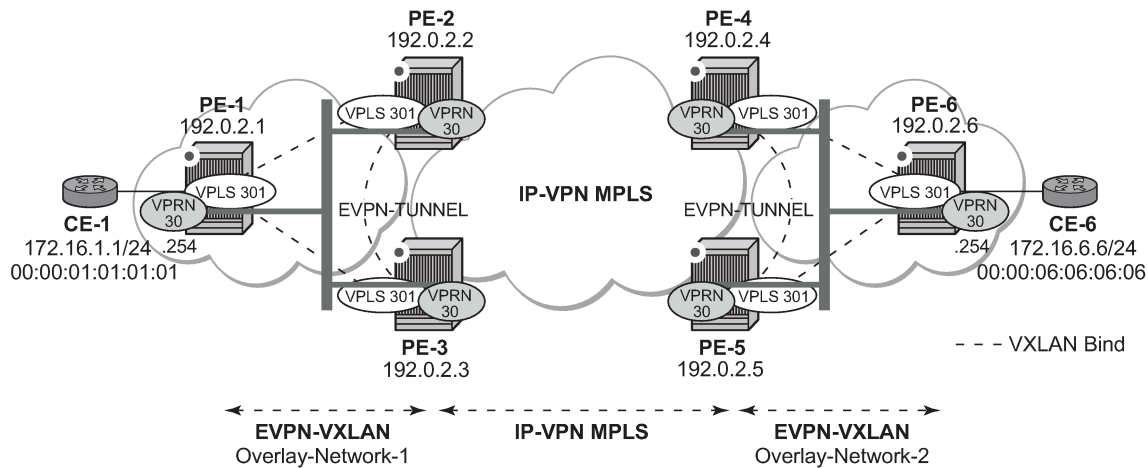 PE-2
192.0.2.2
PE-4
192.0.2.4
PE-1
192.0.2.1
PE-6
192.0.2.6
VPLS 301
VPRN
30
VPLS 301
VPRN
30
VPRN
30
VPLS 301
VPLS 301
VPRN
30
CE-1
172.16.1.1/24
00:00:01:01:01:01
.254
EVPN-TUNNEL
IP-VPN MPLS
EVPN-TUNNEL
.254
CE-6
172.16.6.6/24
00:00:06:06:06:06
VPLS 301
VPRN
30
VPRN
30
VPLS 301
PE-3
192.0.2.3
PE-5
192.0.2.5
VXLAN Bind
EVPN-VXLAN
Overlay-Network-1
IP-VPN MPLS
EVPN-VXLAN
Overlay-Network-2